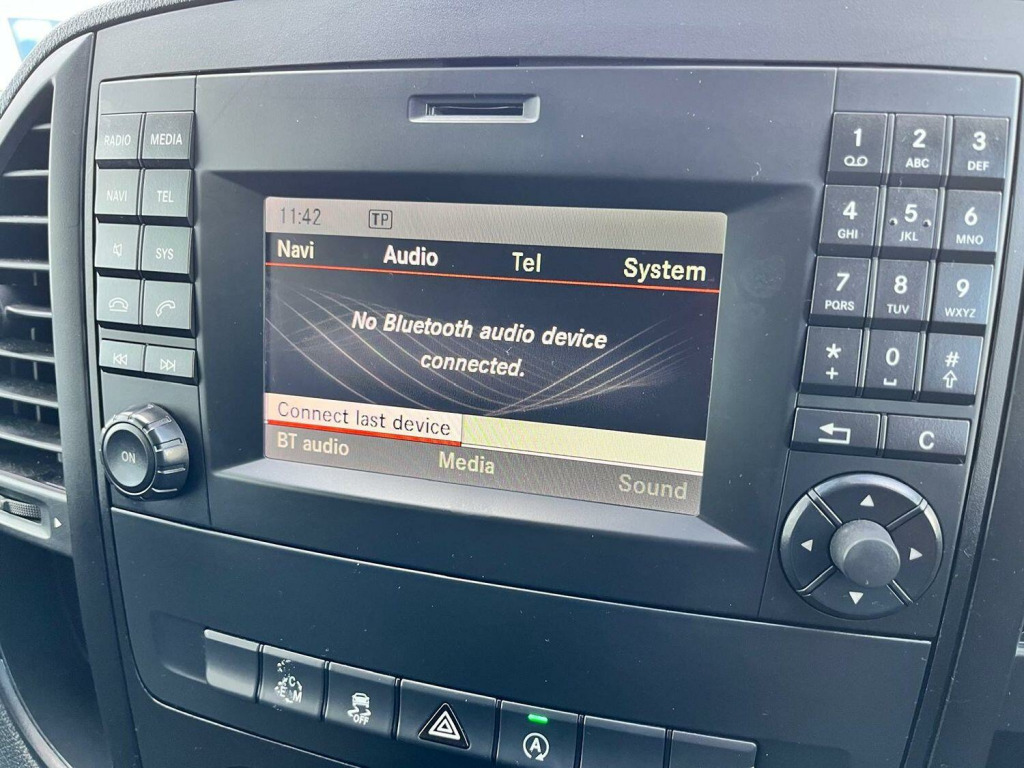 RADIO MEDIA
NAVI TEL
SYS
ON
11:42 TP
Navi Audio Tel System
No Bluetooth audio device
connected.
Connect last device
BT audio Media Sound
1 2 3
ABC DEF
4 5 6
GHI JKL MNO
7 8 9
PQRS TUV WXYZ
* 0 #
+
C
OFF
A